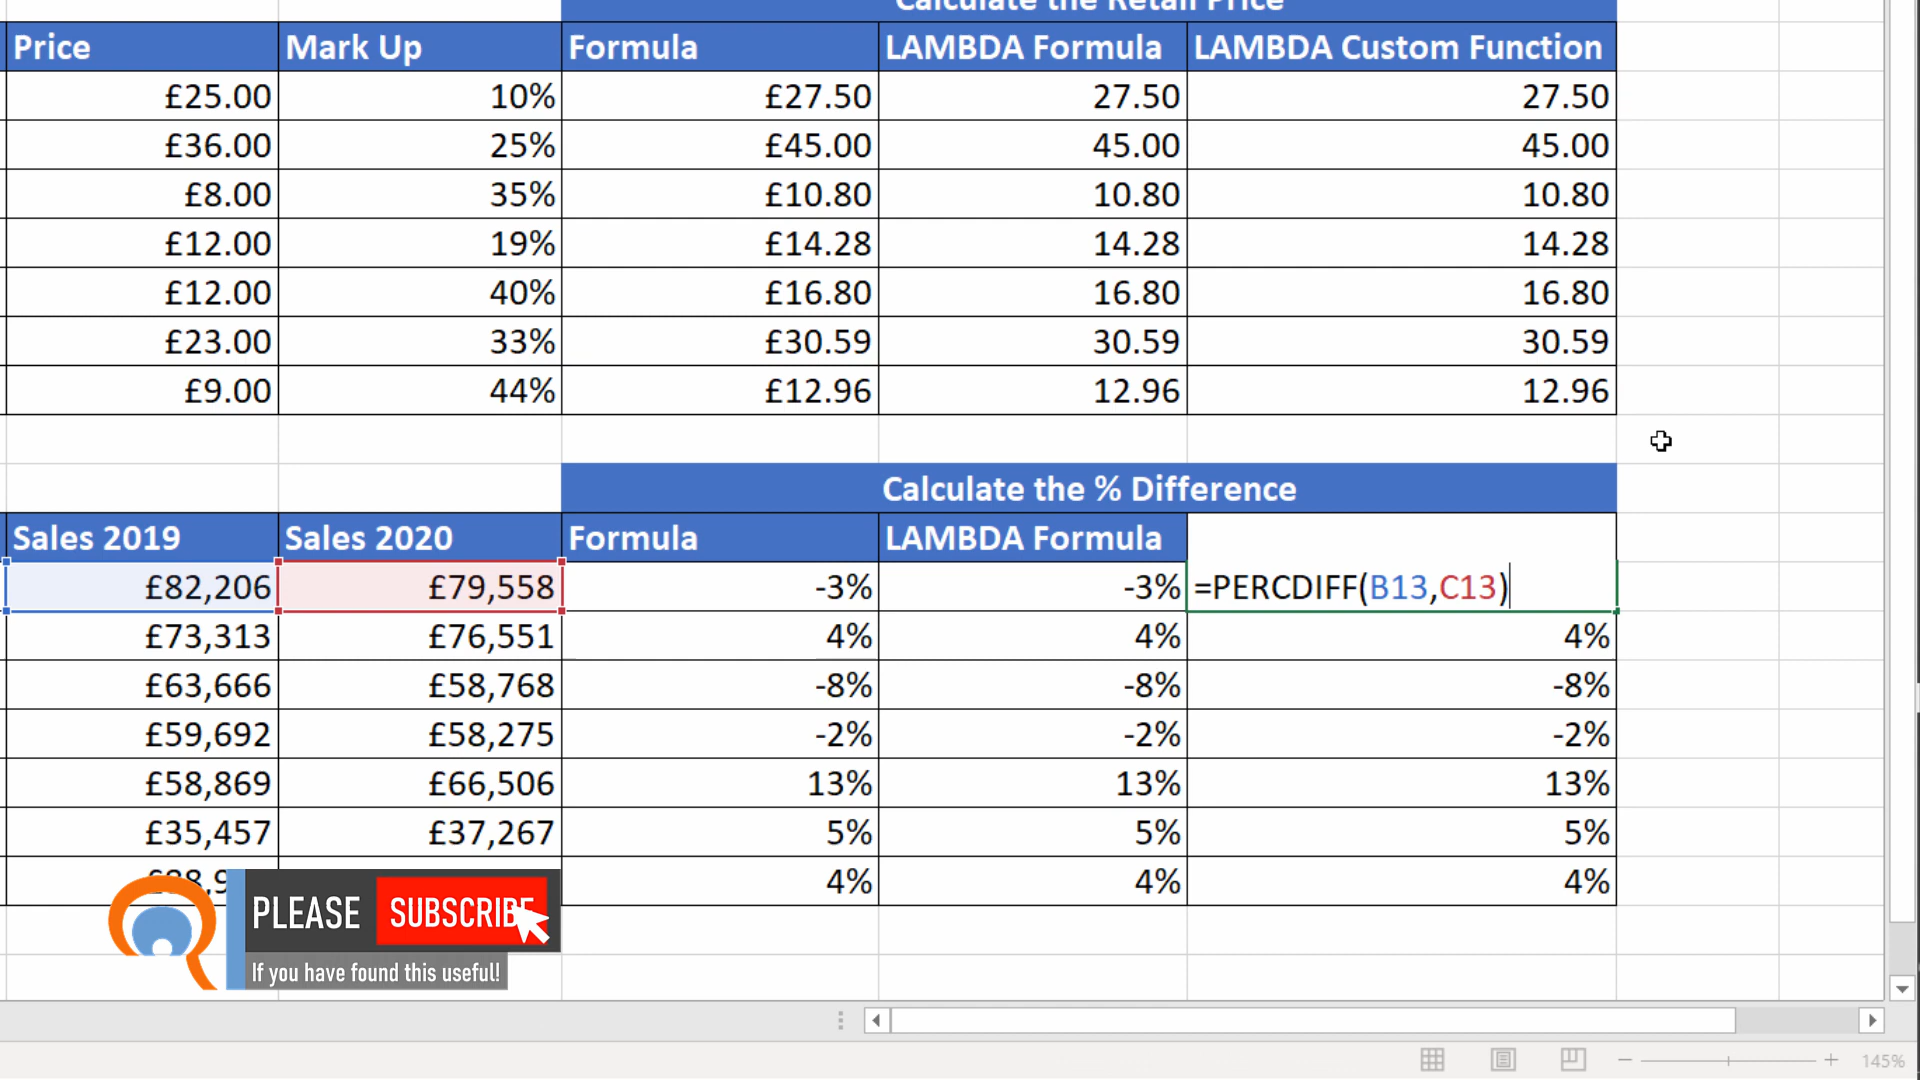 Calculate the Retail Price
Price Mark Up Formula LAMBDA Formula LAMBDA Custom Function
£25.00 10% £27.50 27.50 27.50
£36.00 25% £45.00 45.00 45.00
£8.00 35% £10.80 10.80 10.80
£12.00 19% £14.28 14.28 14.28
£12.00 40% £16.80 16.80 16.80
£23.00 33% £30.59 30.59 30.59
£9.00 44% £12.96 12.96 12.96
Calculate the % Difference
Sales 2019 Sales 2020 Formula LAMBDA Formula
£82,206 £79,558 -3% -3% =PERCDIFF(B13,C13)
£73,313 £76,551 4% 4% 4%
£63,666 £58,768 -8% -8% -8%
£59,692 £58,275 -2% -2% -2%
£58,869 £66,506 13% 13% 13%
£35,457 £37,267 5% 5% 5%
4% 4% 4%
PLEASE SUBSCRIBE
If you have found this useful!
145%